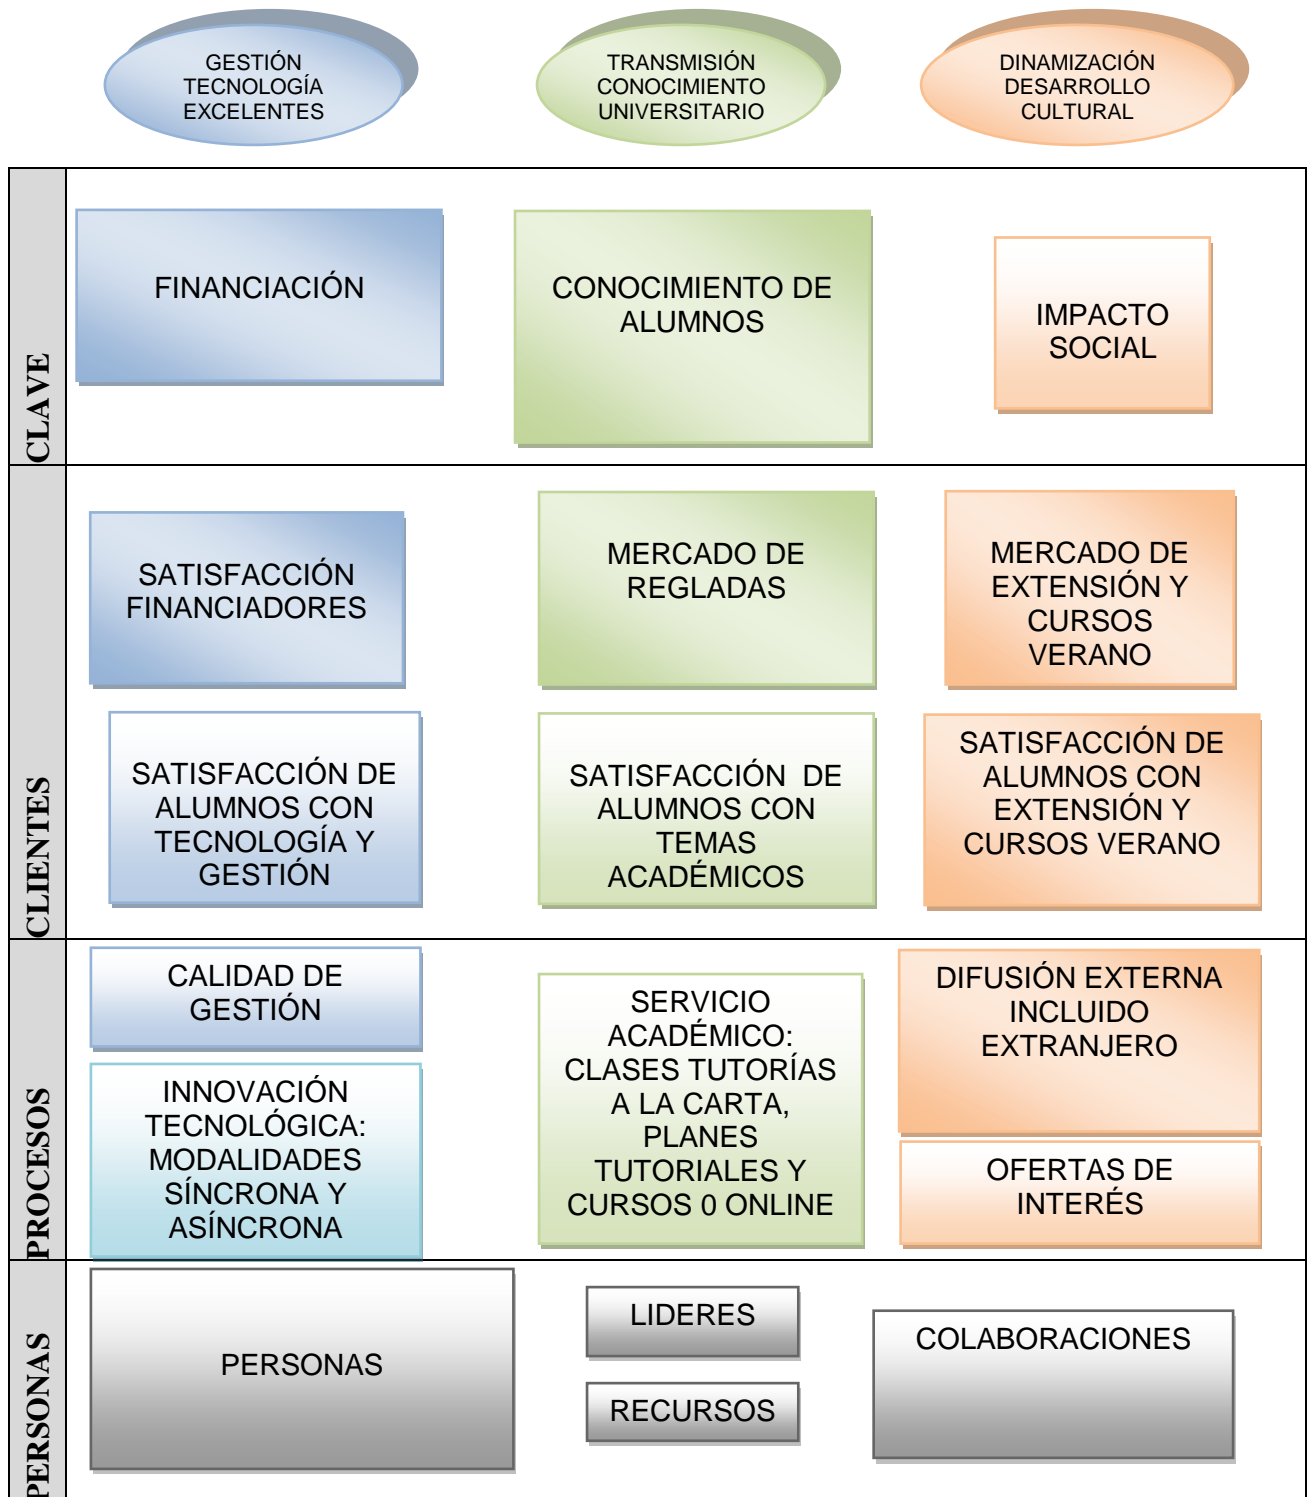 GESTIÓN
TECNOLOGÍA
EXCELENTES
TRANSMISIÓN
CONOCIMIENTO
UNIVERSITARIO
DINAMIZACIÓN
DESARROLLO
CULTURAL
CLAVE
FINANCIACIÓN
CONOCIMIENTO DE
ALUMNOS
IMPACTO
SOCIAL
CLIENTES
SATISFACCIÓN
FINANCIADORES
MERCADO DE
REGLADAS
MERCADO DE
EXTENSIÓN Y
CURSOS
VERANO
SATISFACCIÓN DE
ALUMNOS CON
TECNOLOGÍA Y
GESTIÓN
SATISFACCIÓN DE
ALUMNOS CON
TEMAS
ACADÉMICOS
SATISFACCIÓN DE
ALUMNOS CON
EXTENSIÓN Y
CURSOS VERANO
PROCESOS
CALIDAD DE
GESTIÓN
INNOVACIÓN
TECNOLÓGICA:
MODALIDADES
SÍNCRONA Y
ASÍNCRONA
SERVICIO
ACADÉMICO:
CLASES TUTORÍAS
A LA CARTA,
PLANES
TUTORIALES Y
CURSOS 0 ONLINE
DIFUSIÓN EXTERNA
INCLUIDO
EXTRANJERO
OFERTAS DE
INTERÉS
PERSONAS
PERSONAS
LIDERES
RECURSOS
COLABORACIONES